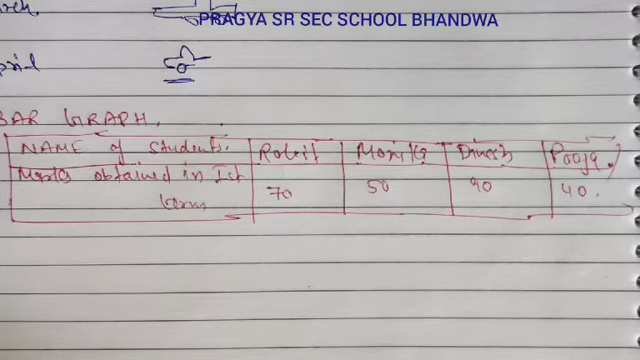 PRAGYA SR SEC SCHOOL BHANDWA
BAR GRAPH.
NAME of students. Rohit Monika Dinesh Pooja
Marks obtained in Ist term 70 50 90 40.